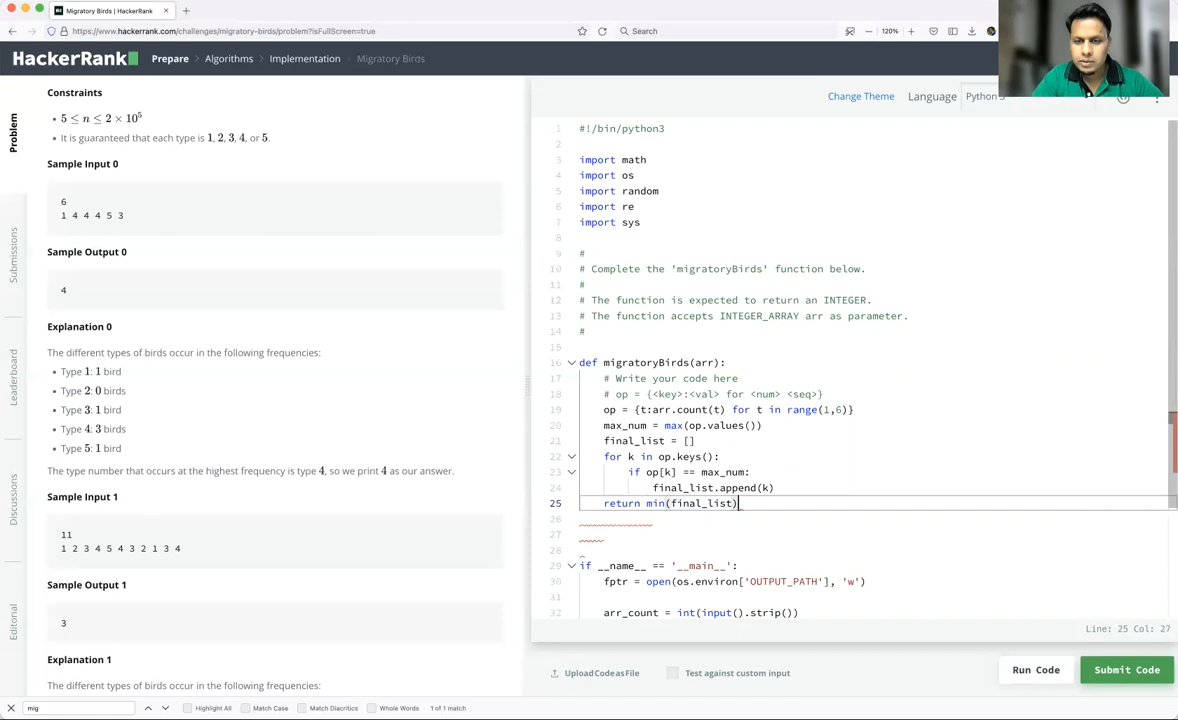 Migratory Birds | HackerRank
https://www.hackerrank.com/challenges/migratory-birds/problem?isFullScreen=true
Search
120%
HackerRank
Prepare > Algorithms > Implementation > Migratory Birds
Problem
Submissions
Leaderboard
Discussions
Editorial
Constraints
• 5 ≤ n ≤ 2 × 10⁵
• It is guaranteed that each type is 1, 2, 3, 4, or 5.
Sample Input 0
6
1 4 4 4 5 3
Sample Output 0
4
Explanation 0
The different types of birds occur in the following frequencies:
• Type 1: 1 bird
• Type 2: 0 birds
• Type 3: 1 bird
• Type 4: 3 birds
• Type 5: 1 bird
The type number that occurs at the highest frequency is type 4, so we print 4 as our answer.
Sample Input 1
11
1 2 3 4 5 4 3 2 1 3 4
Sample Output 1
3
Explanation 1
The different types of birds occur in the following frequencies:
Change Theme
Language
Python 3
1 #!/bin/python3
2
3 import math
4 import os
5 import random
6 import re
7 import sys
8
9 #
10 # Complete the 'migratoryBirds' function below.
11 #
12 # The function is expected to return an INTEGER.
13 # The function accepts INTEGER_ARRAY arr as parameter.
14 #
15
16 def migratoryBirds(arr):
17     # Write your code here
18     # op = {<key>:<val> for <num> <seq>}
19     op = {t:arr.count(t) for t in range(1,6)}
20     max_num = max(op.values())
21     final_list = []
22     for k in op.keys():
23         if op[k] == max_num:
24             final_list.append(k)
25     return min(final_list)
26
27
28
29 if __name__ == '__main__':
30     fptr = open(os.environ['OUTPUT_PATH'], 'w')
31
32     arr_count = int(input().strip())
Line: 25 Col: 27
Upload Code as File
Test against custom input
Run Code
Submit Code
mig
Highlight All
Match Case
Match Diacritics
Whole Words
1 of 1 match